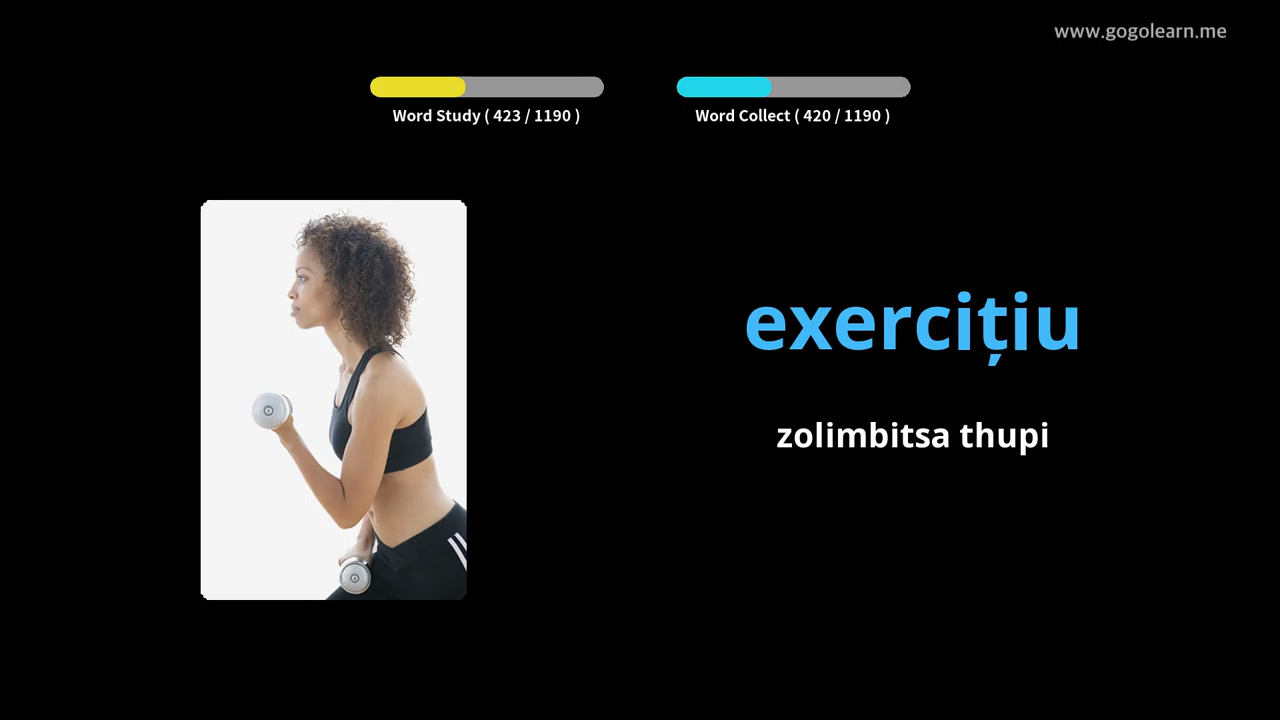 www.gogolearn.me
Word Study ( 423 / 1190 )
Word Collect ( 420 / 1190 )
exercițiu
zolimbitsa thupi